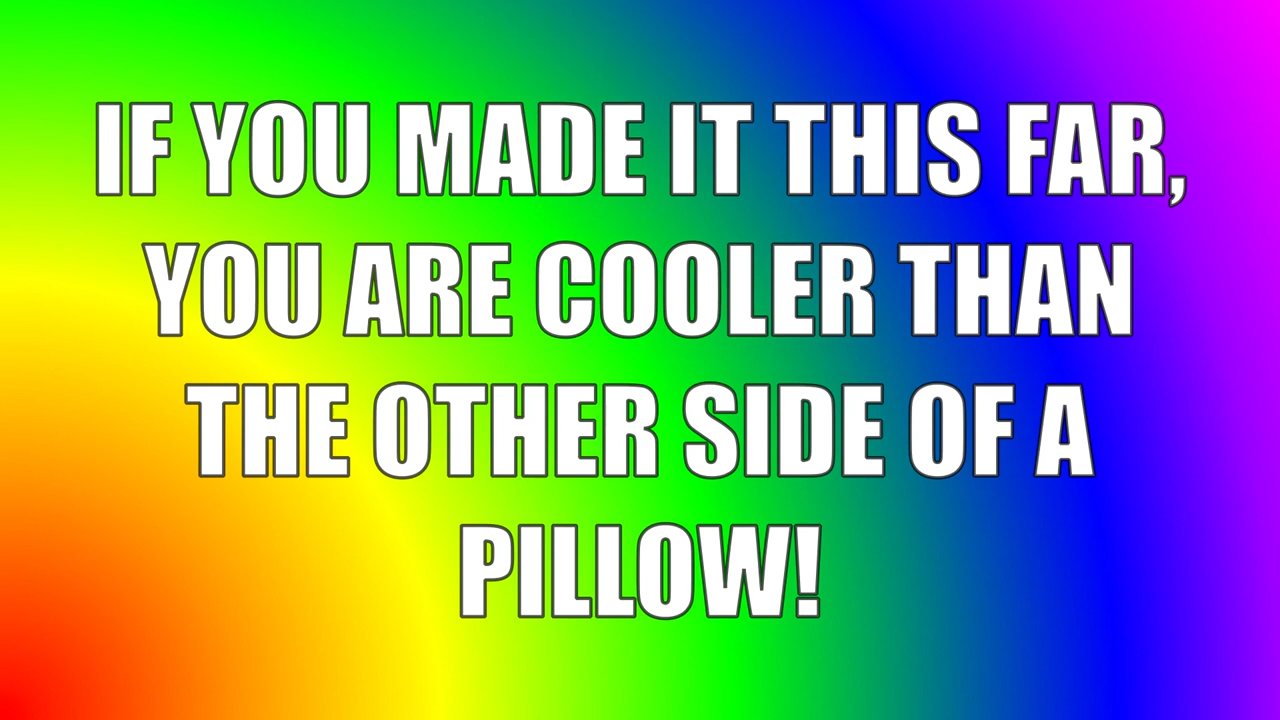 IF YOU MADE IT THIS FAR,
YOU ARE COOLER THAN
THE OTHER SIDE OF A
PILLOW!